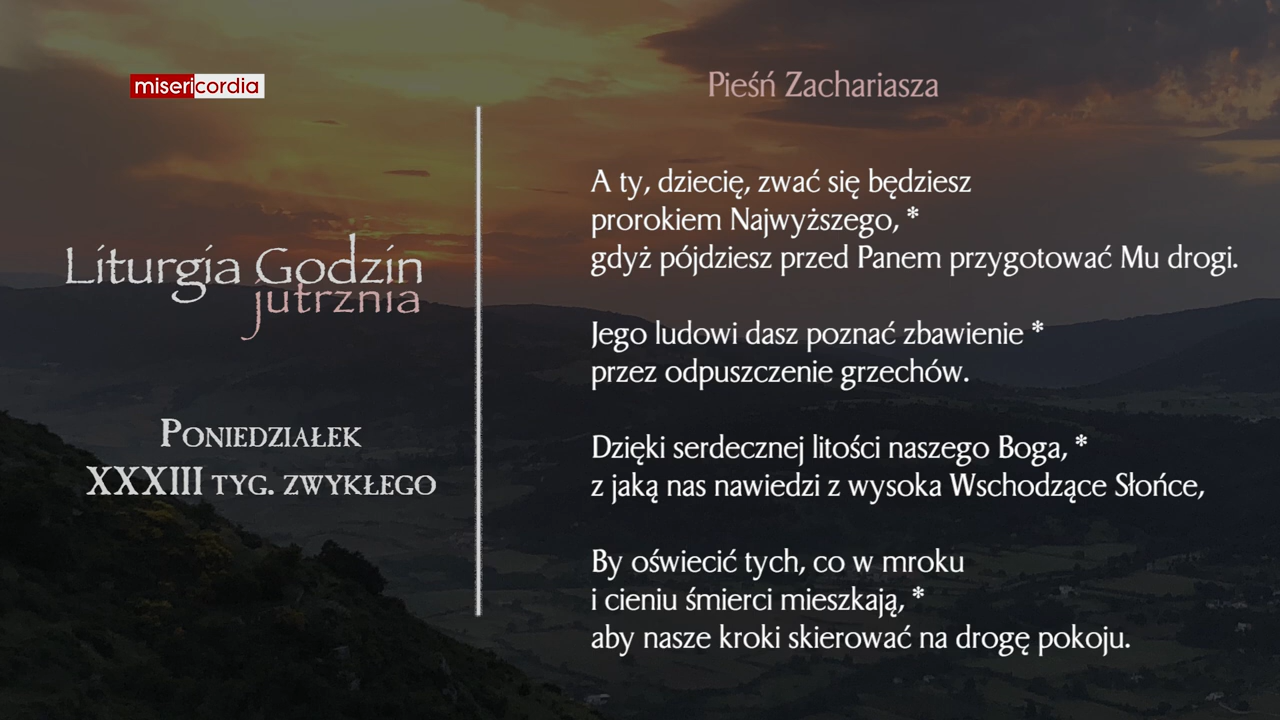 misericordia
Liturgia Godzin
jutrznia
Poniedziałek
XXXIII tyg. zwykłego
Pieśń Zachariasza
A ty, dziecię, zwać się będziesz
prorokiem Najwyższego, *
gdyż pójdziesz przed Panem przygotować Mu drogi.
Jego ludowi dasz poznać zbawienie *
przez odpuszczenie grzechów.
Dzięki serdecznej litości naszego Boga, *
z jaką nas nawiedzi z wysoka Wschodzące Słońce,
By oświecić tych, co w mroku
i cieniu śmierci mieszkają, *
aby nasze kroki skierować na drogę pokoju.